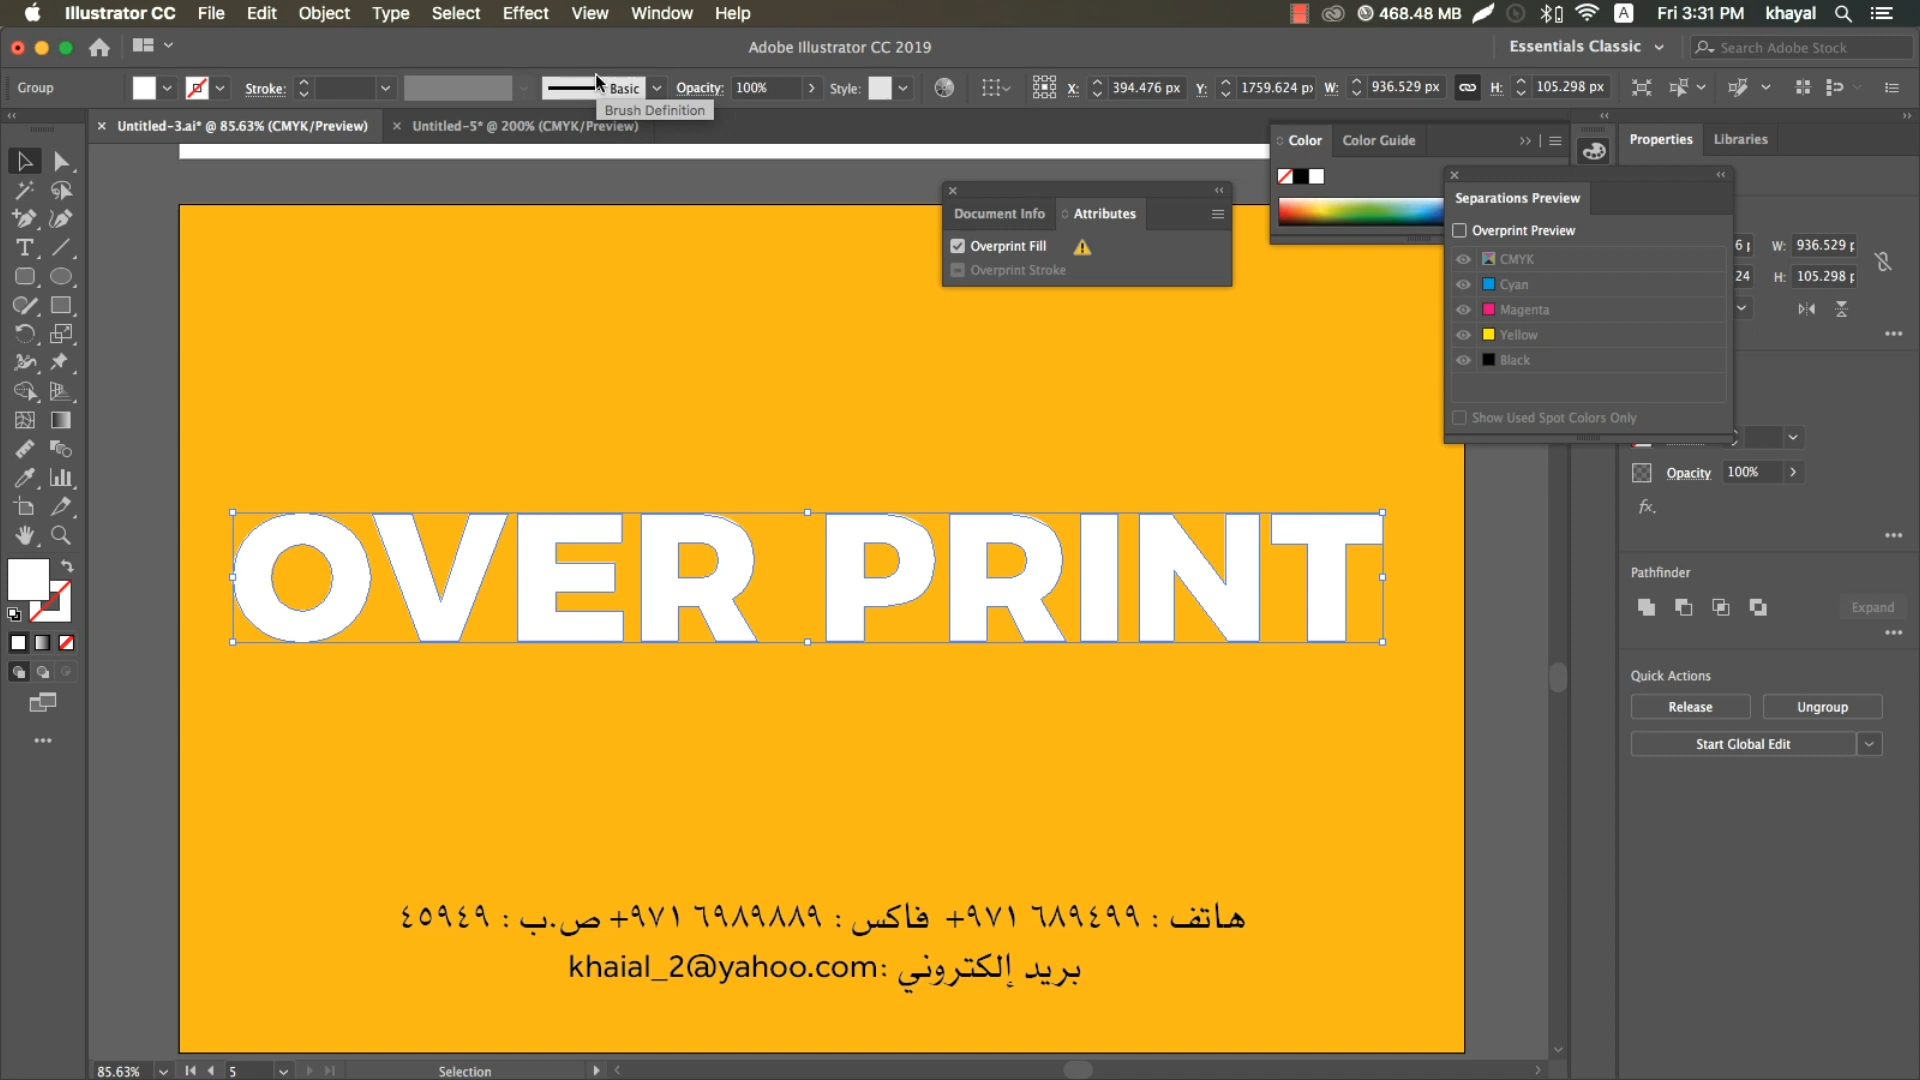 Illustrator CC File Edit Object Type Select Effect View Window Help 468.48 MB A Fri 3:31 PM khayal
Adobe Illustrator CC 2019 Essentials Classic Search Adobe Stock
Group Stroke: Basic Opacity: 100% Style: X: 394.476 px Y: 1759.624 p W: 936.529 px H: 105.298 px
Brush Definition
Untitled-3.ai* @ 85.63% (CMYK/Preview) Untitled-5* @ 200% (CMYK/Preview)
Color Color Guide
Properties Libraries
Document Info Attributes
Overprint Fill
Overprint Stroke
Separations Preview
Overprint Preview
CMYK
Cyan
Magenta
Yellow
Black
Show Used Spot Colors Only
6 p W: 936.529 p
24 H: 105.298 p
Opacity 100%
fx.
Pathfinder
Expand
Quick Actions
Release Ungroup
Start Global Edit
OVER PRINT
هاتف : ٦٨٩٤٩٩ ٩٧١+ فاكس : ٦٩٨٩٨٨٩ ٩٧١+ ص.ب : ٤٥٩٤٩
بريد إلكتروني :khaial_2@yahoo.com
85.63% 5 Selection